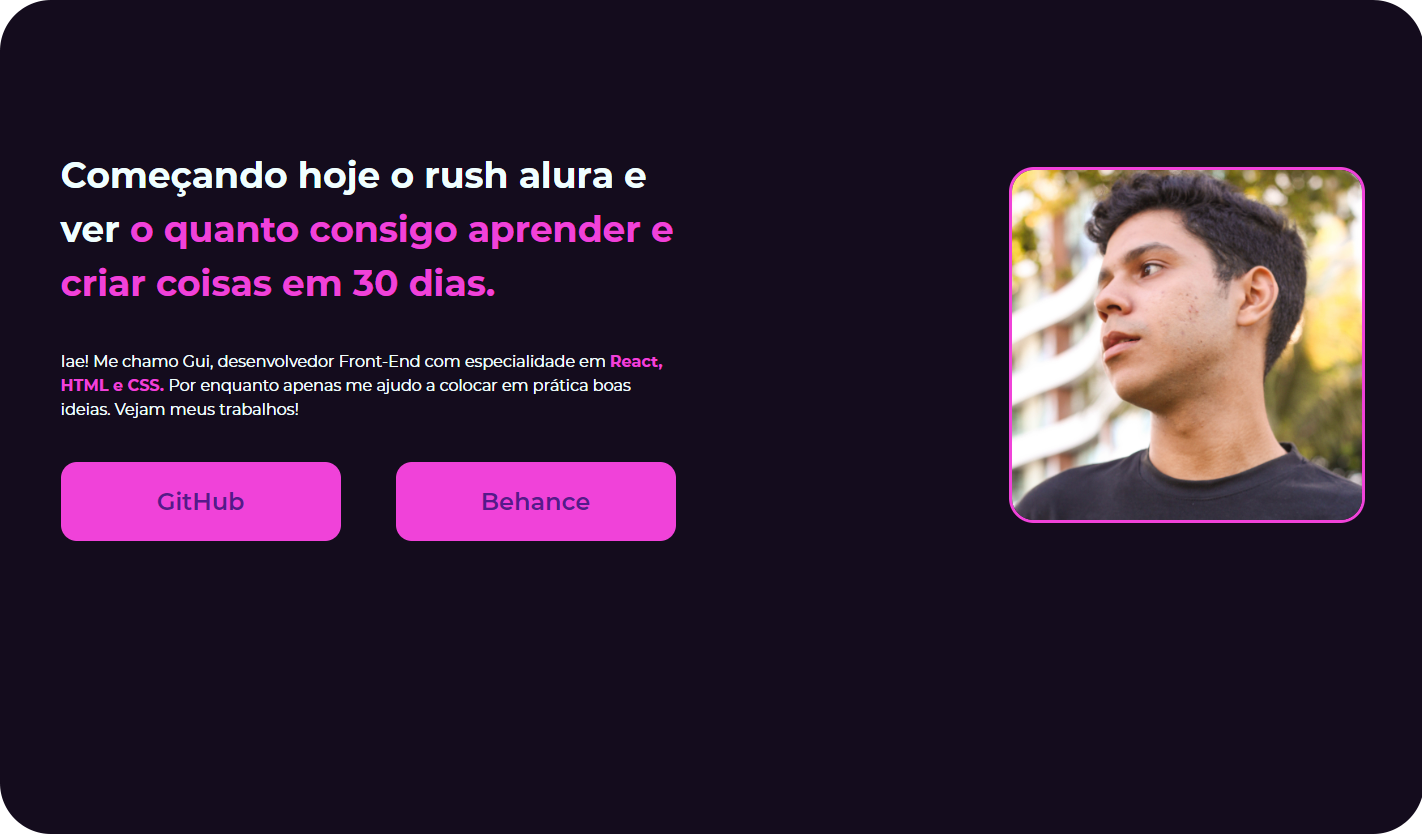 Começando hoje o rush alura e
ver o quanto consigo aprender e
criar coisas em 30 dias.
Iae! Me chamo Gui, desenvolvedor Front-End com especialidade em React,
HTML e CSS. Por enquanto apenas me ajudo a colocar em prática boas
ideias. Vejam meus trabalhos!
GitHub
Behance